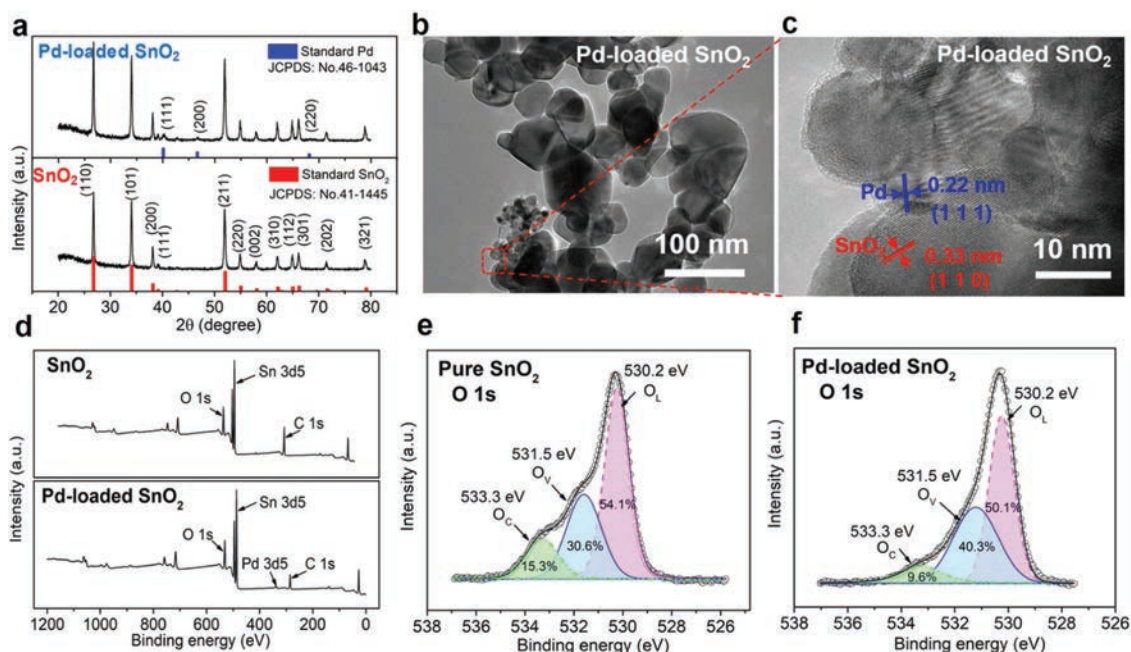 a
Pd-loaded SnO₂
Standard Pd
JCPDS: No.46-1043
(111)
(200)
(220)
SnO₂
Standard SnO₂
JCPDS: No.41-1445
(110)
(101)
(200)
(111)
(211)
(220)
(002)
(310)
(112)
(301)
(202)
(321)
Intensity (a.u.)
20 30 40 50 60 70 80
2θ (degree)
b
Pd-loaded SnO₂
100 nm
c
Pd-loaded SnO₂
Pd
0.22 nm
(1 1 1)
SnO₂
0.33 nm
(1 1 0)
10 nm
d
SnO₂
Sn 3d5
O 1s
C 1s
Pd-loaded SnO₂
Sn 3d5
O 1s
Pd 3d5
C 1s
Intensity (a.u.)
1200 1000 800 600 400 200 0
Binding energy (eV)
e
Pure SnO₂
O 1s
530.2 eV
O_L
531.5 eV
O_V
533.3 eV
O_C
54.1%
30.6%
15.3%
Intensity (a.u.)
538 536 534 532 530 528 526
Binding energy (eV)
f
Pd-loaded SnO₂
O 1s
530.2 eV
O_L
531.5 eV
O_V
533.3 eV
O_C
50.1%
40.3%
9.6%
Intensity (a.u.)
538 536 534 532 530 528 526
Binding energy (eV)